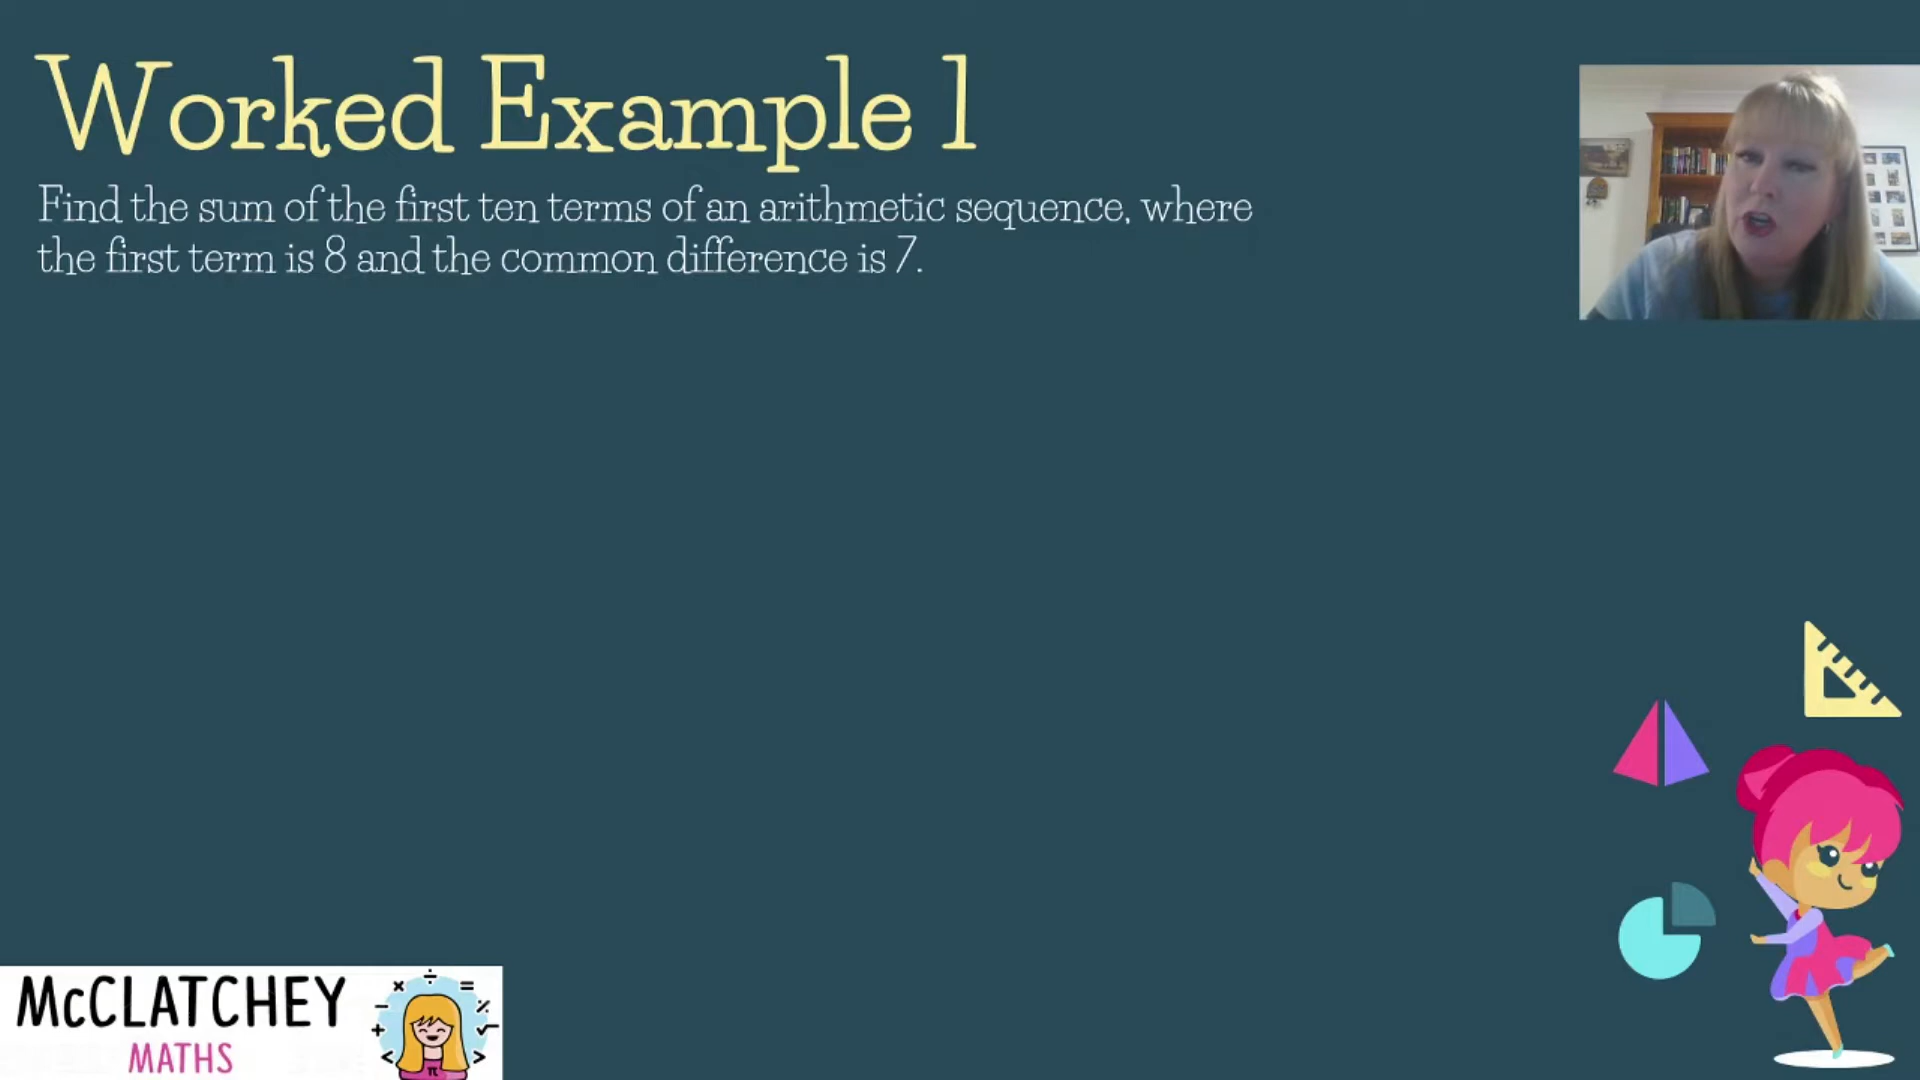 Worked Example 1
Find the sum of the first ten terms of an arithmetic sequence, where
the first term is 8 and the common difference is 7.
McCLATCHEY
MATHS